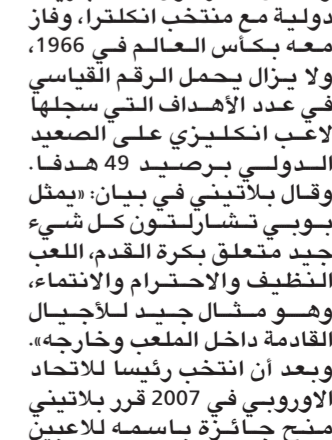 دولية مع منتخب انكلترا، وفاز
معه بكأس العالم في 1966،
ولا يزال يحمل الرقم القياسي
في عدد الأهداف التي سجلها
لاعب انكليزي على الصعيد
الدولي برصيد 49 هدفا.
وقال بلاتيني في بيان: «يمثل
بوبي تشارلتون كل شيء
جيد متعلق بكرة القدم، اللعب
النظيف والاحترام والانتماء،
وهو مثال جيد للأجيال
القادمة داخل الملعب وخارجه».
وبعد أن انتخب رئيسا للاتحاد
الاوروبي في 2007 قرر بلاتيني
منح جائزة باسمه للاعبين